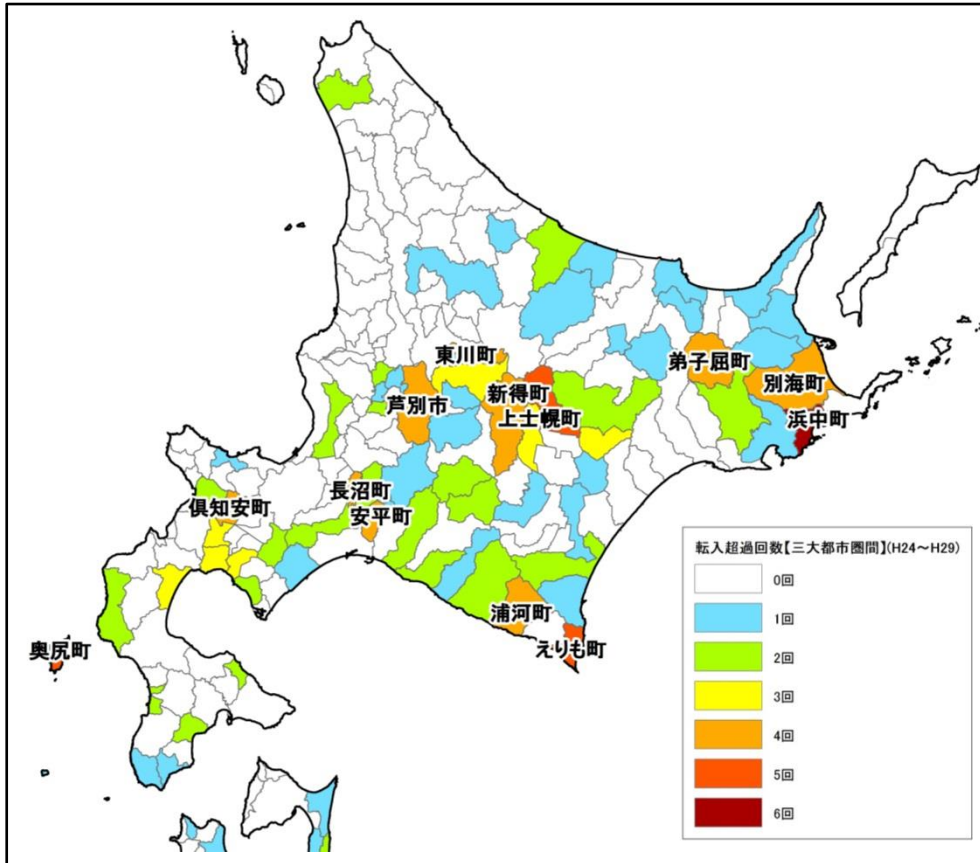 東川町
弟子屈町
別海町
芦別市
新得町
上士幌町
浜中町
長沼町
安平町
倶知安町
浦河町
えりも町
奥尻町
転入超過回数【三大都市圏間】(H24～H29)
0回
1回
2回
3回
4回
5回
6回